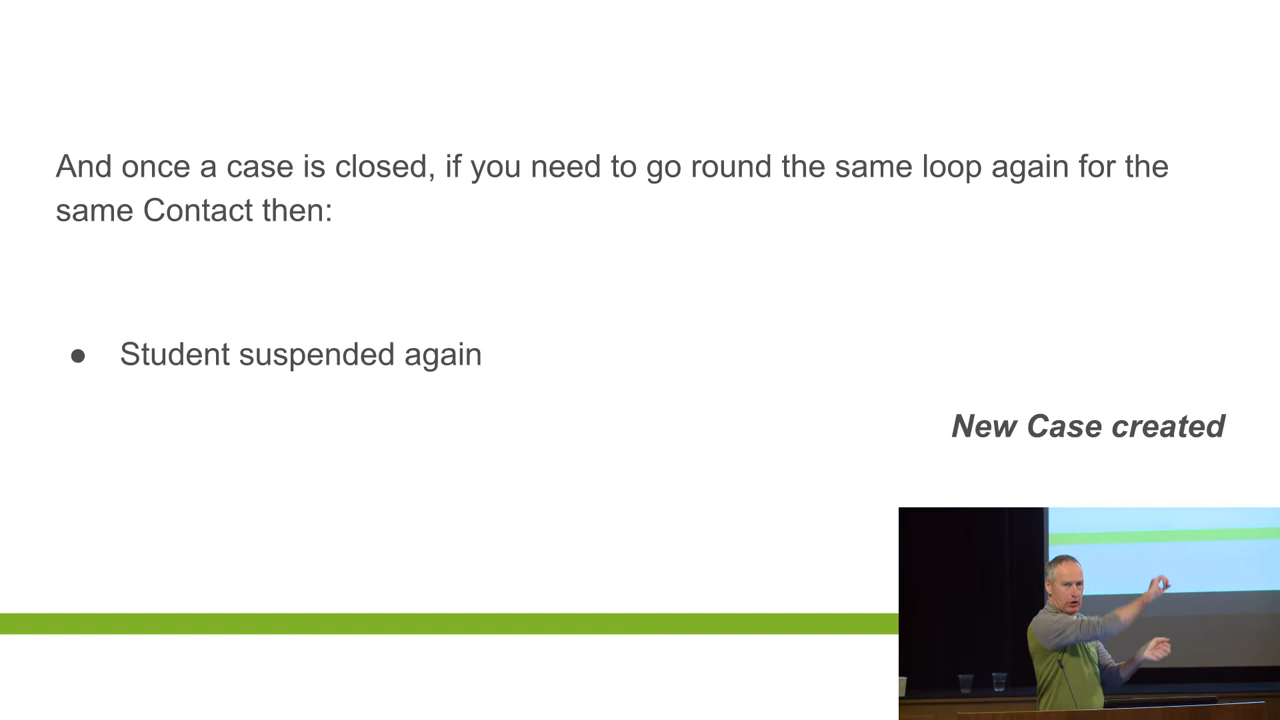 And once a case is closed, if you need to go round the same loop again for the
same Contact then:
● Student suspended again
New Case created